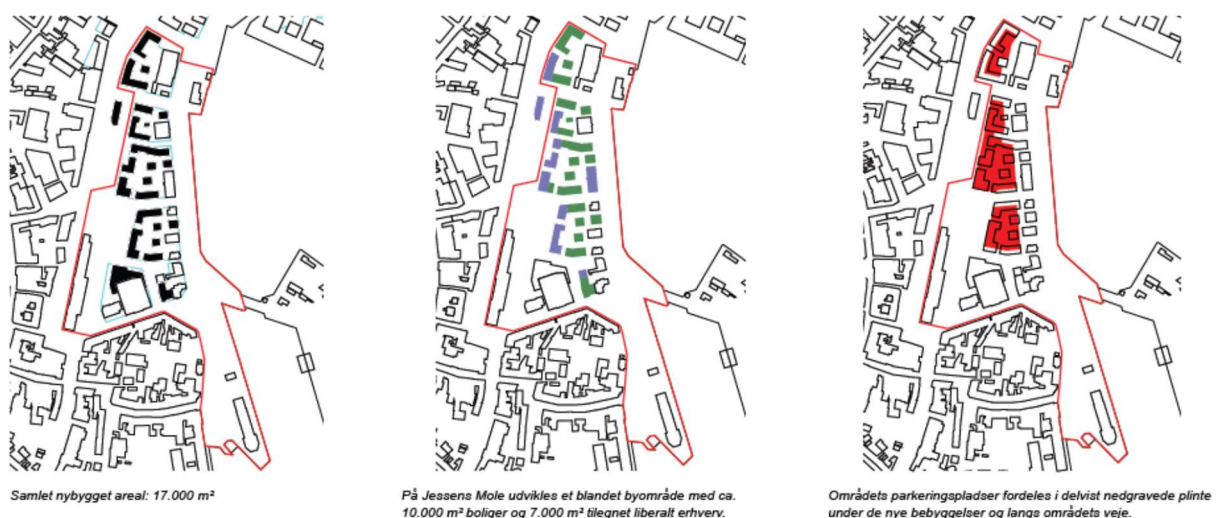 Samlet nybygget areal: 17.000 m²
På Jessens Mole udvikles et blandet byområde med ca.
10.000 m² boliger og 7.000 m² tilegnet liberalt erhverv.
Områdets parkeringspladser fordeles i delvist nedgravede plinte
under de nye bebyggelser og langs områdets veje.